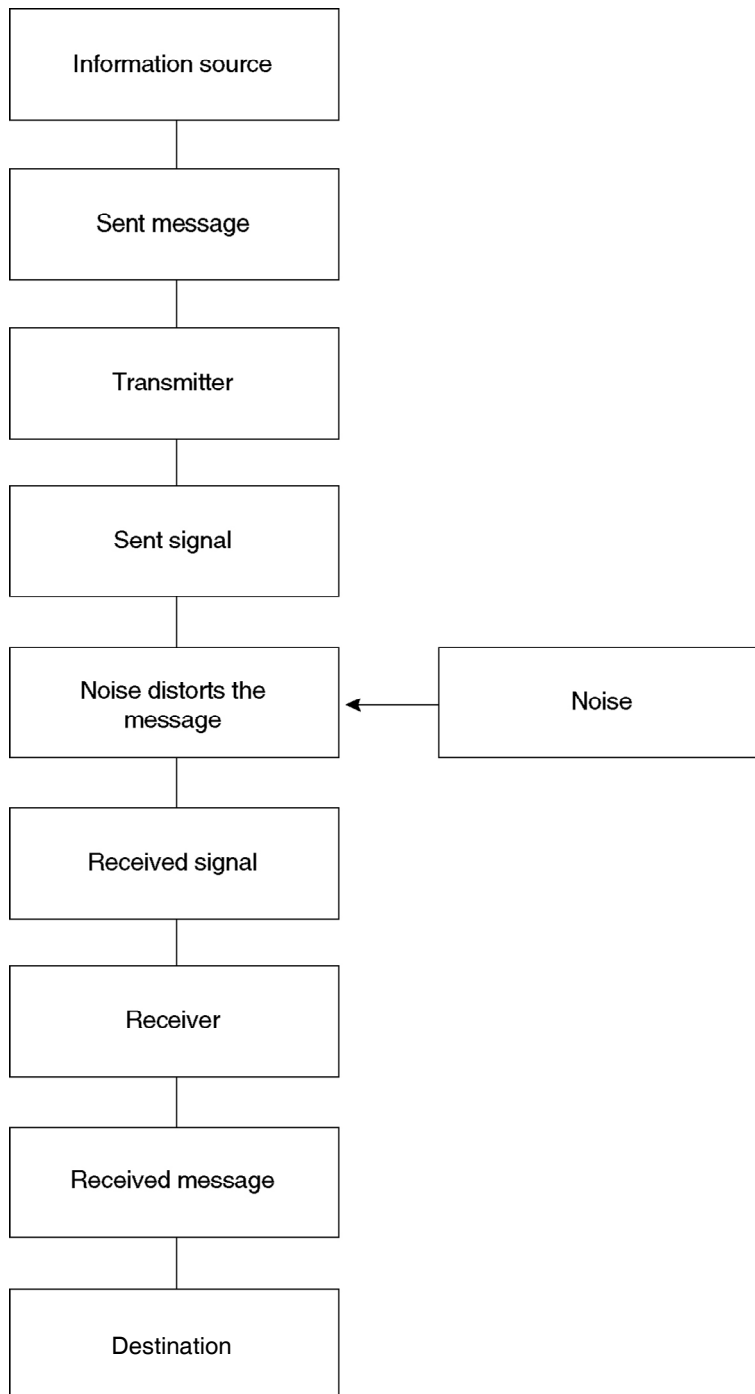 Information source
Sent message
Transmitter
Sent signal
Noise distorts the
message
Noise
Received signal
Receiver
Received message
Destination